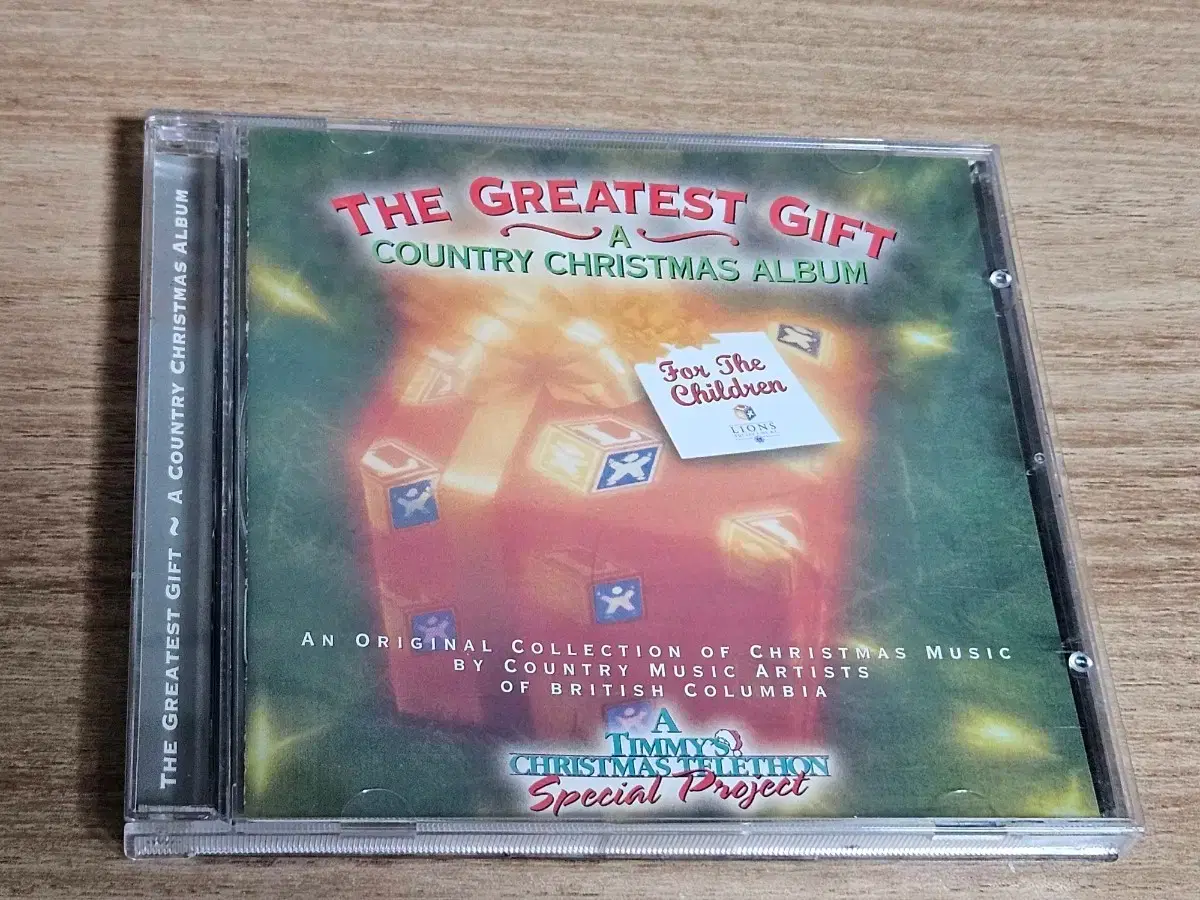 THE GREATEST GIFT ~ A COUNTRY CHRISTMAS ALBUM
THE GREATEST GIFT
A
COUNTRY CHRISTMAS ALBUM
For The
Children
LIONS
L
L
L
AN ORIGINAL COLLECTION OF CHRISTMAS MUSIC
BY COUNTRY MUSIC ARTISTS
OF BRITISH COLUMBIA
A
TIMMY'S
CHRISTMAS TELETHON
Special Project